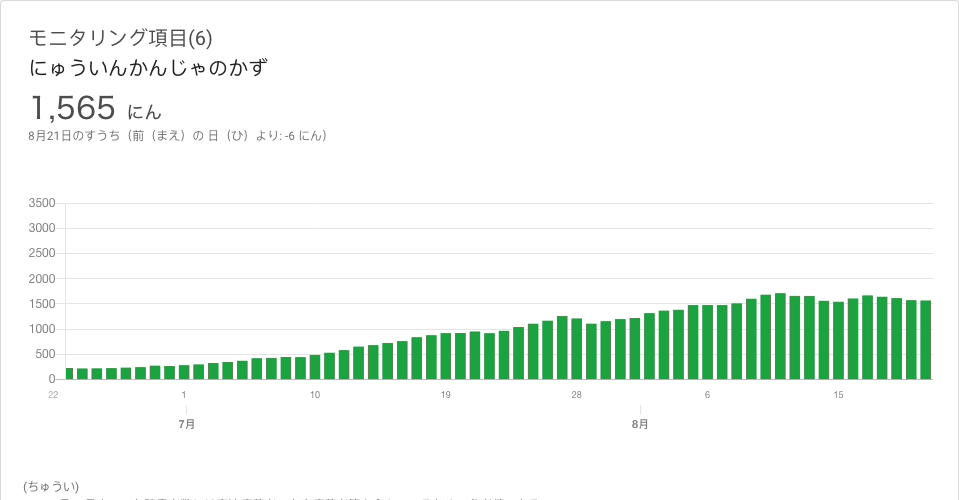 モニタリング項目(6)
にゅういんかんじゃのかず
1,565 にん
8月21日のすうち（前（まえ）の 日（ひ）より: -6 にん）
3500
3000
2500
2000
1500
1000
500
0
22 1 10 19 28 6 15
7月 8月
(ちゅうい)